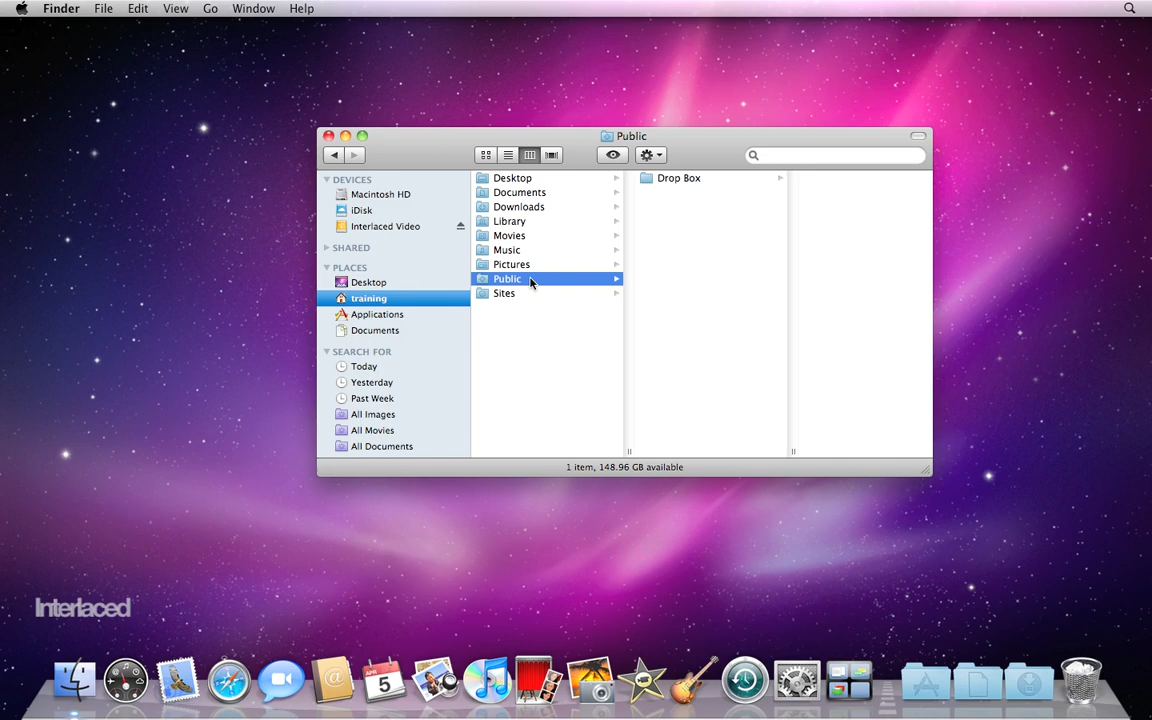 Finder File Edit View Go Window Help
Public
DEVICES
Macintosh HD
iDisk
Interlaced Video
SHARED
PLACES
Desktop
training
Applications
Documents
SEARCH FOR
Today
Yesterday
Past Week
All Images
All Movies
All Documents
Desktop
Documents
Downloads
Library
Movies
Music
Pictures
Public
Sites
Drop Box
1 item, 148.96 GB available
Interlaced
APR
5